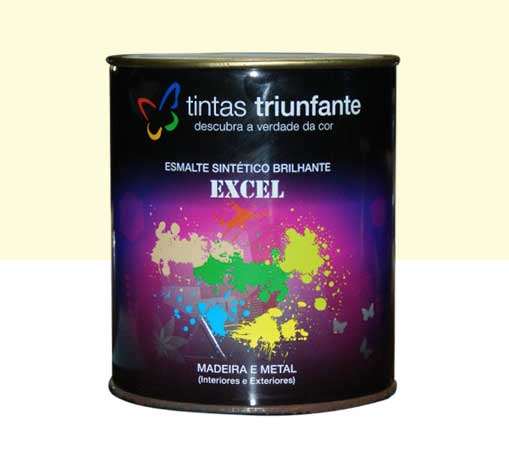 tintas triunfante
descubra a verdade da cor
ESMALTE SINTÉTICO BRILHANTE
EXCEL
MADEIRA E METAL
(Interiores e Exteriores)